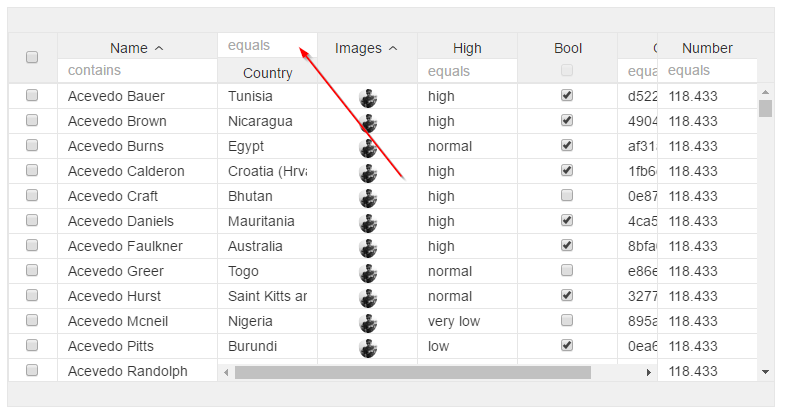 Name equals Images High Bool Number
contains Country equals equals
Acevedo Bauer Tunisia high d522 118.433
Acevedo Brown Nicaragua high 4904 118.433
Acevedo Burns Egypt normal af31 118.433
Acevedo Calderon Croatia (Hrva high 1fb6 118.433
Acevedo Craft Bhutan high 0e87 118.433
Acevedo Daniels Mauritania high 4ca5 118.433
Acevedo Faulkner Australia high 8bfa 118.433
Acevedo Greer Togo normal e86e 118.433
Acevedo Hurst Saint Kitts normal 3277 118.433
Acevedo Mcneil Nigeria very low 895a 118.433
Acevedo Pitts Burundi low 0ea6 118.433
Acevedo Randolph 118.433